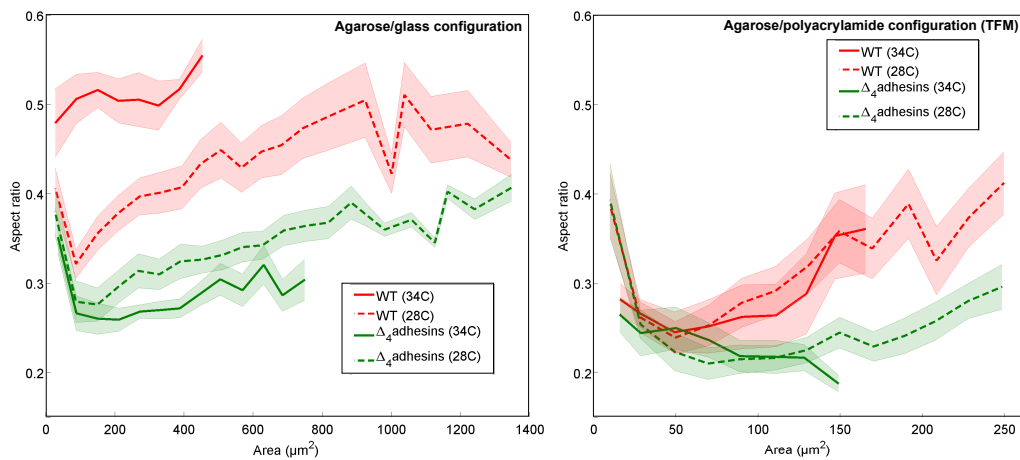 Agarose/glass configuration
0.6
0.5
0.4
0.3
0.2
Aspect ratio
0 200 400 600 800 1000 1200 1400
Area (µm²)
WT (34C)
WT (28C)
Δ₄adhesins (34C)
Δ₄adhesins (28C)
Agarose/polyacrylamide configuration (TFM)
0.6
0.5
0.4
0.3
0.2
Aspect ratio
0 50 100 150 200 250
Area (µm²)
WT (34C)
WT (28C)
Δ₄adhesins (34C)
Δ₄adhesins (28C)